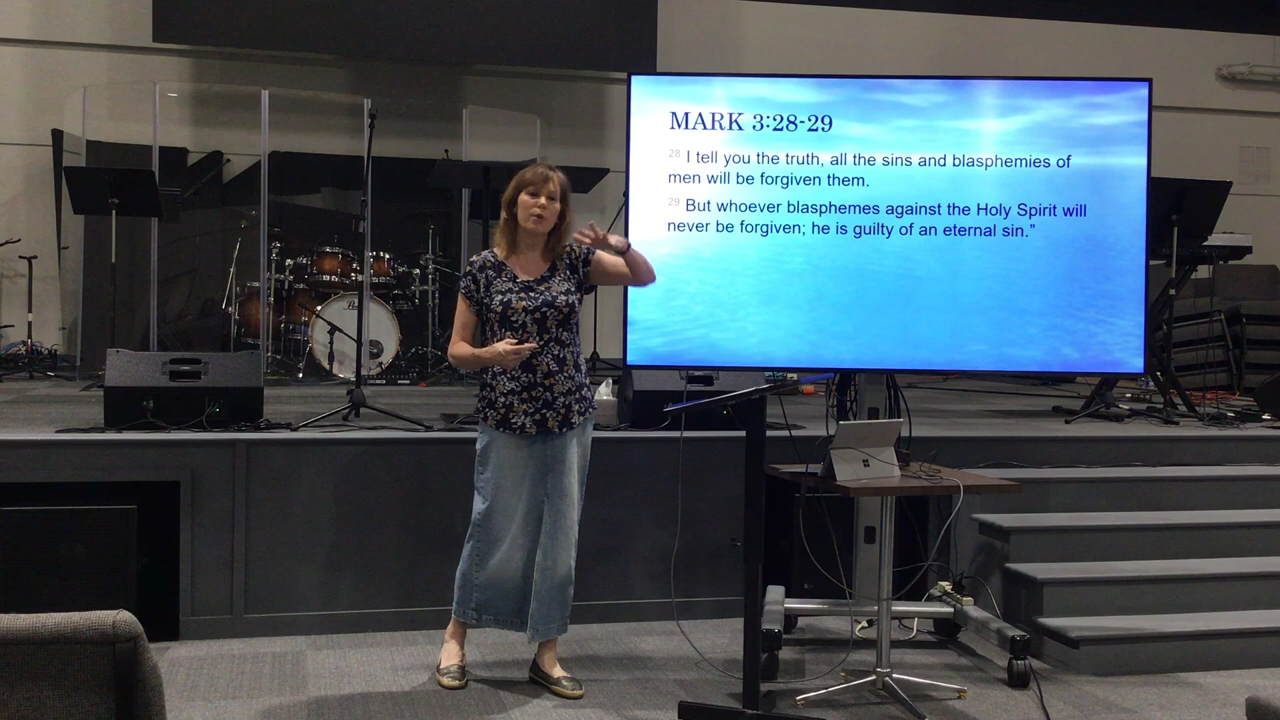 MARK 3:28-29
28 I tell you the truth, all the sins and blasphemies of
men will be forgiven them.
29 But whoever blasphemes against the Holy Spirit will
never be forgiven; he is guilty of an eternal sin.”